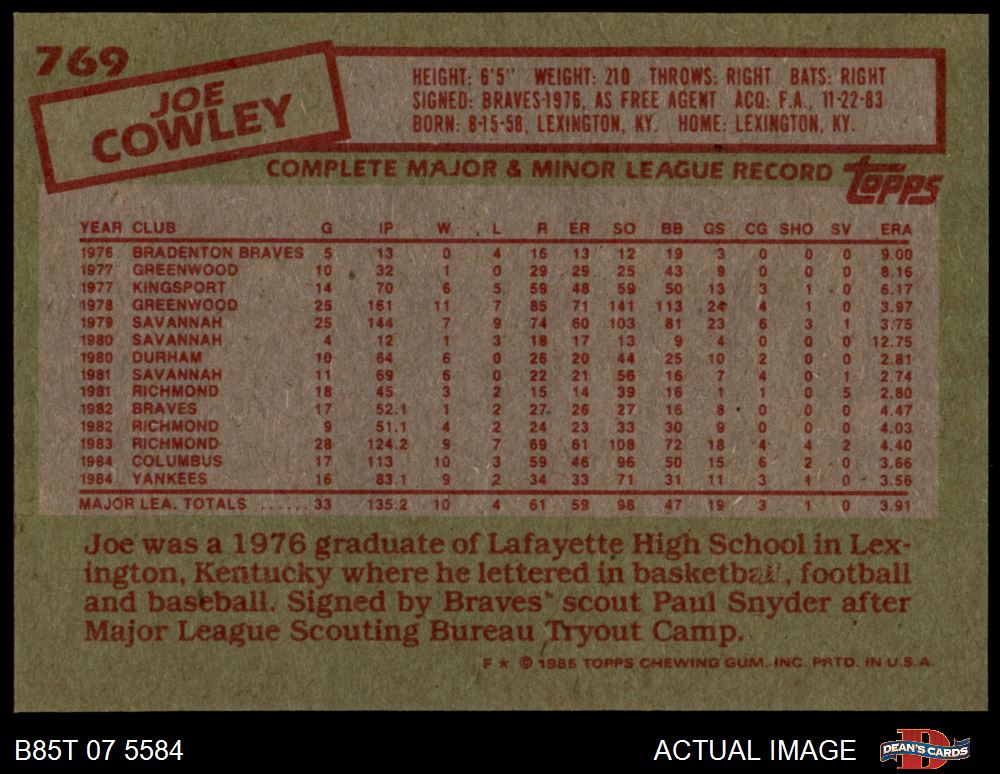 769
JOE
COWLEY
HEIGHT: 6'5" WEIGHT: 210 THROWS: RIGHT BATS: RIGHT
SIGNED: BRAVES-1976, AS FREE AGENT ACQ: F.A., 11-22-83
BORN: 8-15-58, LEXINGTON, KY. HOME: LEXINGTON, KY.
COMPLETE MAJOR & MINOR LEAGUE RECORD topps
YEAR CLUB G IP W L R ER SO BB GS CG SHO SV ERA
1976 BRADENTON BRAVES 5 13 0 4 16 13 12 19 3 0 0 0 9.00
1977 GREENWOOD 10 32 1 0 29 29 25 43 9 0 0 0 8.16
1977 KINGSPORT 14 70 6 5 59 48 59 50 13 3 1 0 6.17
1978 GREENWOOD 25 161 11 7 85 71 141 113 24 4 1 0 3.97
1979 SAVANNAH 25 144 7 9 74 60 103 81 23 6 3 1 3.75
1980 SAVANNAH 4 12 1 3 18 17 13 9 4 0 0 0 12.75
1980 DURHAM 10 64 6 0 26 20 44 25 10 2 0 0 2.81
1981 SAVANNAH 11 69 6 0 22 21 56 16 7 4 0 1 2.74
1981 RICHMOND 18 45 3 2 15 14 39 16 1 1 0 5 2.80
1982 BRAVES 17 52.1 1 2 27 26 27 16 8 0 0 0 4.47
1982 RICHMOND 9 51.1 4 2 24 23 33 30 9 0 0 0 4.03
1983 RICHMOND 28 124.2 9 7 69 61 108 72 18 4 4 2 4.40
1984 COLUMBUS 17 113 10 3 59 46 96 50 15 6 2 0 3.66
1984 YANKEES 16 83.1 9 2 34 33 71 31 11 3 1 0 3.56
MAJOR LEA. TOTALS ...... 33 135.2 10 4 61 59 98 47 19 3 1 0 3.91
Joe was a 1976 graduate of Lafayette High School in Lex-
ington, Kentucky where he lettered in basketball, football
and baseball. Signed by Braves' scout Paul Snyder after
Major League Scouting Bureau Tryout Camp.
F ★ © 1985 TOPPS CHEWING GUM, INC. PRTD. IN U.S.A.
B85T 07 5584 ACTUAL IMAGE DEAN'S CARDS